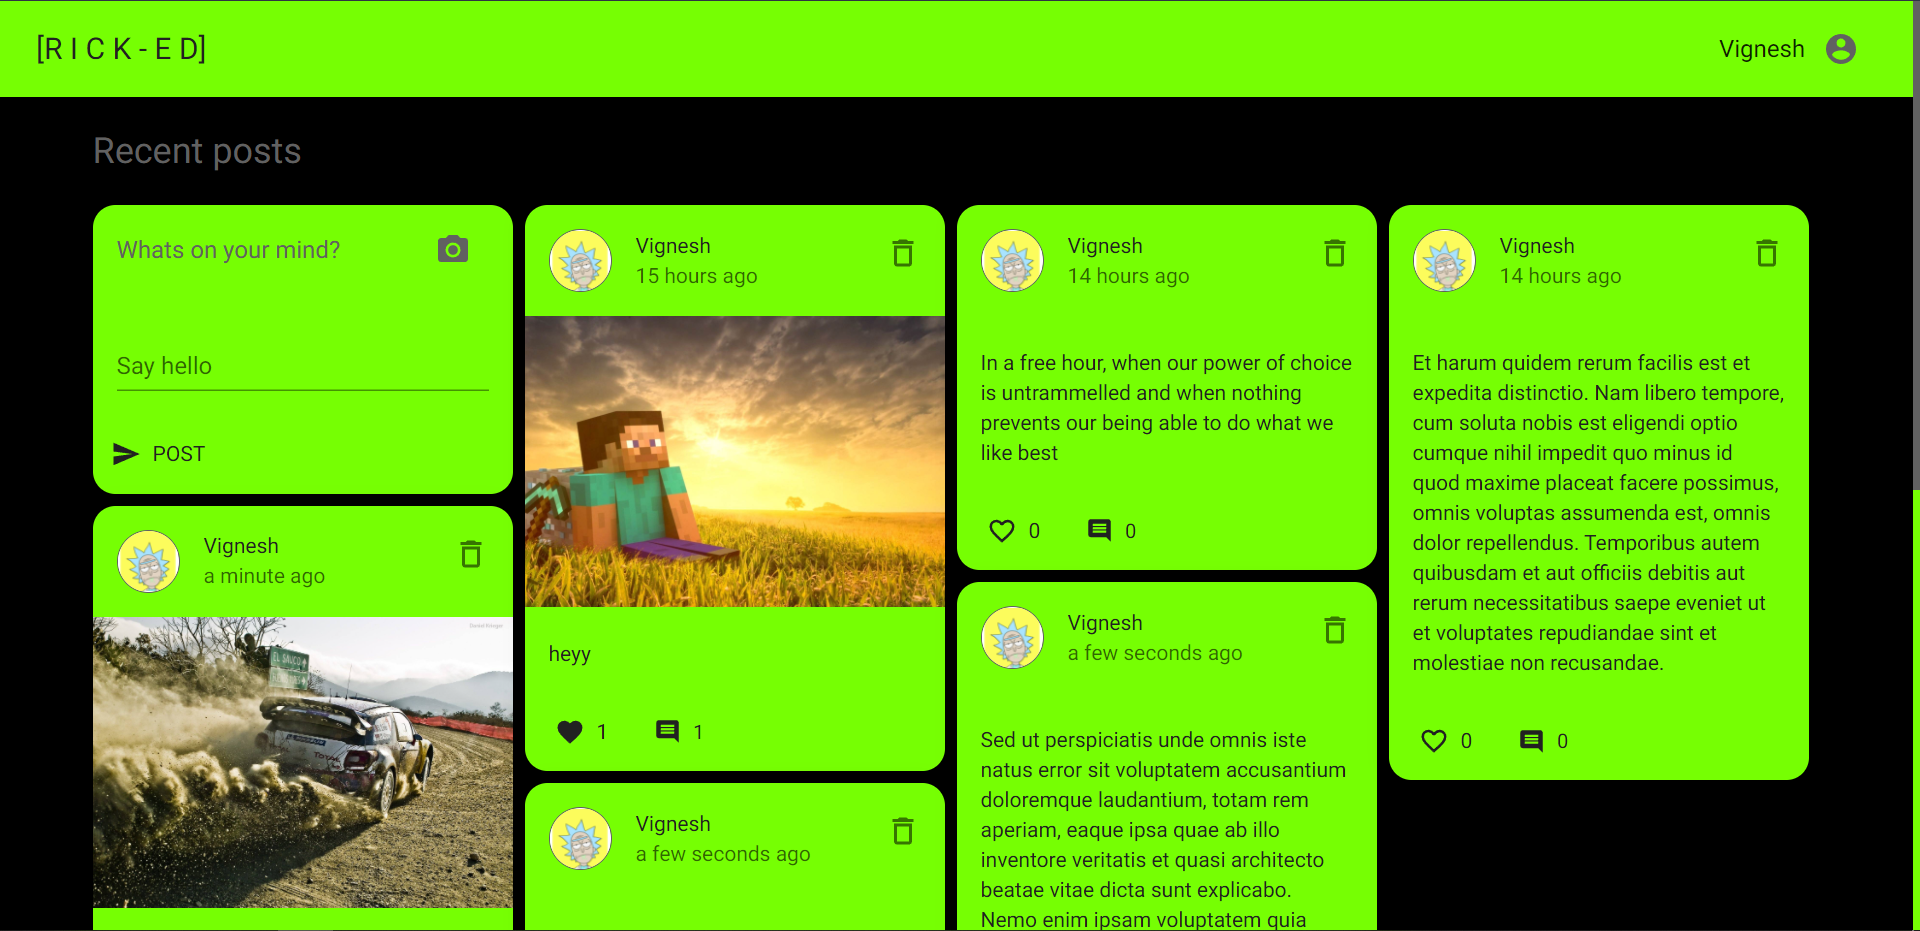 [R I C K - E D]
Vignesh
Recent posts
Whats on your mind?
Say hello
POST
Vignesh
a minute ago
EL SAUCO
Vignesh
15 hours ago
heyy
1
1
Vignesh
a few seconds ago
Vignesh
14 hours ago
In a free hour, when our power of choice
is untrammelled and when nothing
prevents our being able to do what we
like best
0
0
Vignesh
a few seconds ago
Sed ut perspiciatis unde omnis iste
natus error sit voluptatem accusantium
doloremque laudantium, totam rem
aperiam, eaque ipsa quae ab illo
inventore veritatis et quasi architecto
beatae vitae dicta sunt explicabo.
Nemo enim ipsam voluptatem quia
Vignesh
14 hours ago
Et harum quidem rerum facilis est et
expedita distinctio. Nam libero tempore,
cum soluta nobis est eligendi optio
cumque nihil impedit quo minus id
quod maxime placeat facere possimus,
omnis voluptas assumenda est, omnis
dolor repellendus. Temporibus autem
quibusdam et aut officiis debitis aut
rerum necessitatibus saepe eveniet ut
et voluptates repudiandae sint et
molestiae non recusandae.
0
0